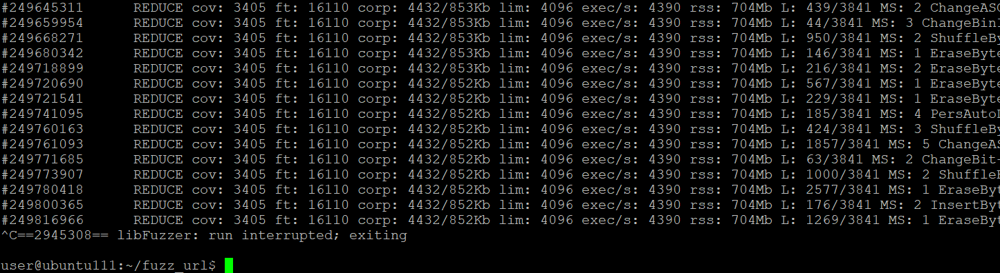 #249645311 REDUCE cov: 3405 ft: 16110 corp: 4432/853Kb lim: 4096 exec/s: 4390 rss: 704Mb L: 439/3841 MS: 2 ChangeASC
#249659954 REDUCE cov: 3405 ft: 16110 corp: 4432/853Kb lim: 4096 exec/s: 4390 rss: 704Mb L: 44/3841 MS: 3 ChangeBinI
#249668271 REDUCE cov: 3405 ft: 16110 corp: 4432/853Kb lim: 4096 exec/s: 4390 rss: 704Mb L: 950/3841 MS: 2 ShuffleBy
#249680342 REDUCE cov: 3405 ft: 16110 corp: 4432/853Kb lim: 4096 exec/s: 4390 rss: 704Mb L: 146/3841 MS: 1 EraseByte
#249718899 REDUCE cov: 3405 ft: 16110 corp: 4432/853Kb lim: 4096 exec/s: 4390 rss: 704Mb L: 216/3841 MS: 2 EraseByte
#249720690 REDUCE cov: 3405 ft: 16110 corp: 4432/852Kb lim: 4096 exec/s: 4390 rss: 704Mb L: 567/3841 MS: 1 EraseByte
#249721541 REDUCE cov: 3405 ft: 16110 corp: 4432/852Kb lim: 4096 exec/s: 4390 rss: 704Mb L: 229/3841 MS: 1 EraseByte
#249741095 REDUCE cov: 3405 ft: 16110 corp: 4432/852Kb lim: 4096 exec/s: 4390 rss: 704Mb L: 185/3841 MS: 4 PersAutoD
#249760163 REDUCE cov: 3405 ft: 16110 corp: 4432/852Kb lim: 4096 exec/s: 4390 rss: 704Mb L: 424/3841 MS: 3 ShuffleBy
#249761093 REDUCE cov: 3405 ft: 16110 corp: 4432/852Kb lim: 4096 exec/s: 4390 rss: 704Mb L: 1857/3841 MS: 5 ChangeAS
#249771685 REDUCE cov: 3405 ft: 16110 corp: 4432/852Kb lim: 4096 exec/s: 4390 rss: 704Mb L: 63/3841 MS: 2 ChangeBit-
#249773907 REDUCE cov: 3405 ft: 16110 corp: 4432/852Kb lim: 4096 exec/s: 4390 rss: 704Mb L: 1000/3841 MS: 2 ShuffleB
#249780418 REDUCE cov: 3405 ft: 16110 corp: 4432/852Kb lim: 4096 exec/s: 4390 rss: 704Mb L: 2577/3841 MS: 1 EraseByt
#249800365 REDUCE cov: 3405 ft: 16110 corp: 4432/852Kb lim: 4096 exec/s: 4390 rss: 704Mb L: 176/3841 MS: 2 InsertByt
#249816966 REDUCE cov: 3405 ft: 16110 corp: 4432/852Kb lim: 4096 exec/s: 4390 rss: 704Mb L: 1269/3841 MS: 1 EraseByt
^C==2945308== libFuzzer: run interrupted; exiting
user@ubuntu111:~/fuzz_url$